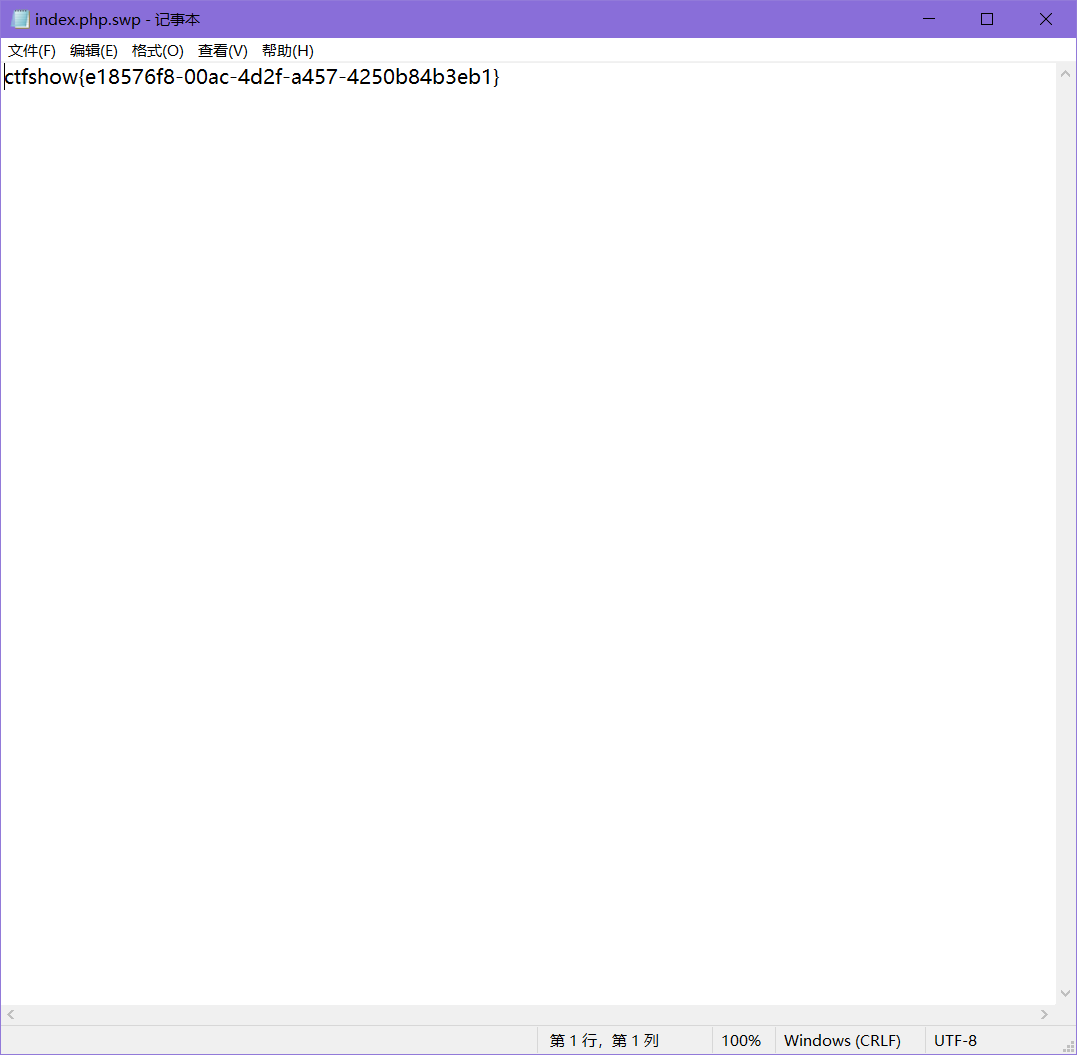 index.php.swp - 记事本
文件(F) 编辑(E) 格式(O) 查看(V) 帮助(H)
ctfshow{e18576f8-00ac-4d2f-a457-4250b84b3eb1}
第 1 行，第 1 列 100% Windows (CRLF) UTF-8